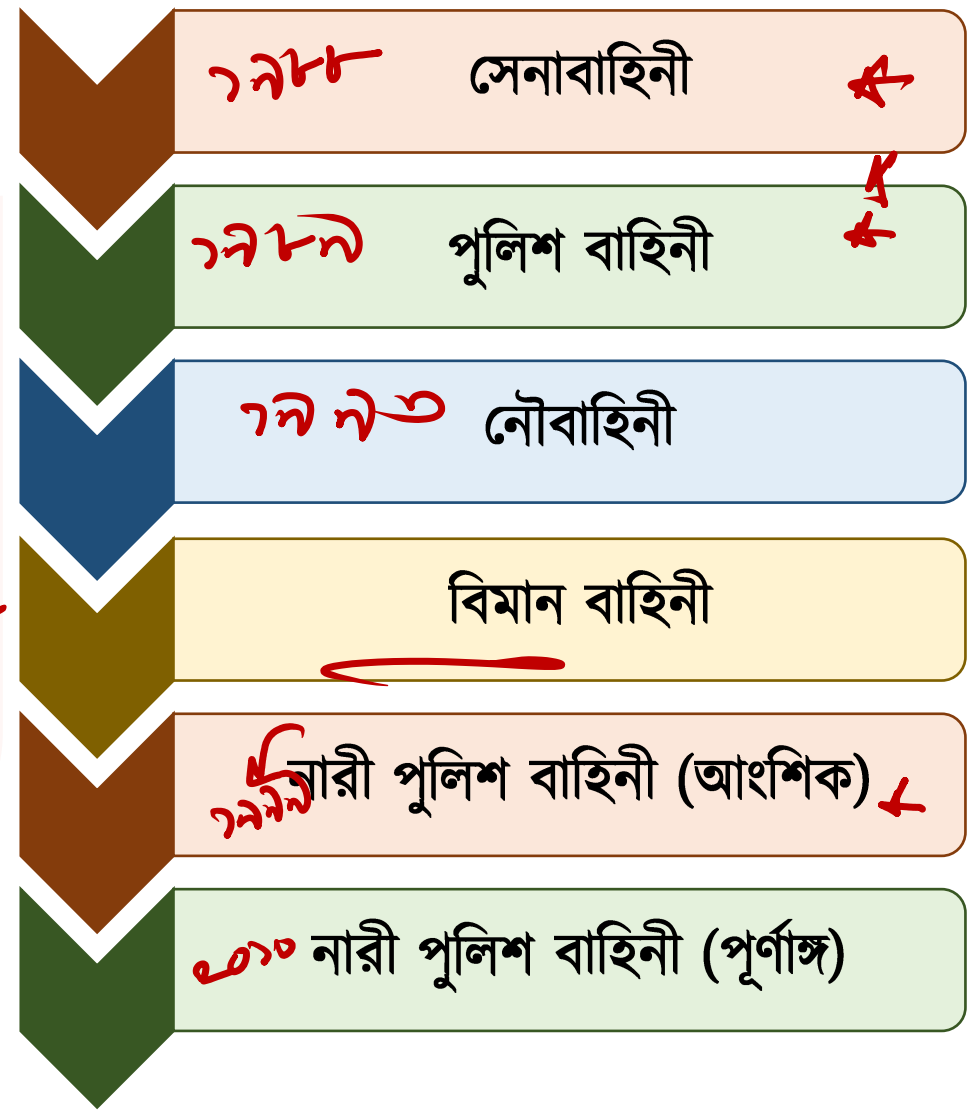 ১৯৮৮ সেনাবাহিনী
১৯৮৯ পুলিশ বাহিনী
১৯৯৩ নৌবাহিনী
বিমান বাহিনী
নারী পুলিশ বাহিনী (আংশিক)
১৯৯৯
২০১০ নারী পুলিশ বাহিনী (পূর্ণাঙ্গ)